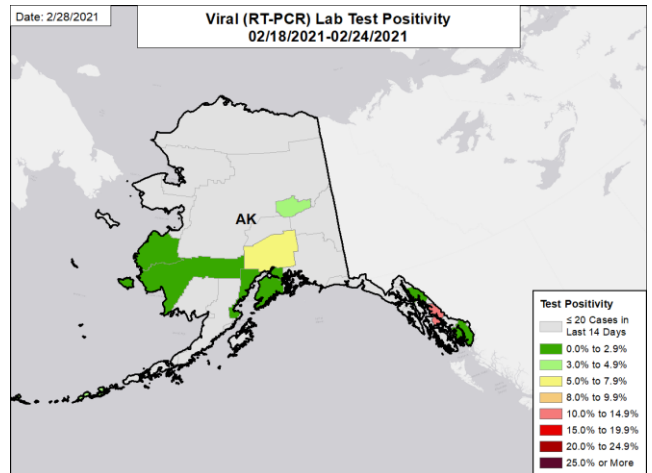 Date: 2/28/2021
Viral (RT-PCR) Lab Test Positivity
02/18/2021-02/24/2021
AK
Test Positivity
≤ 20 Cases in
Last 14 Days
0.0% to 2.9%
3.0% to 4.9%
5.0% to 7.9%
8.0% to 9.9%
10.0% to 14.9%
15.0% to 19.9%
20.0% to 24.9%
25.0% or More